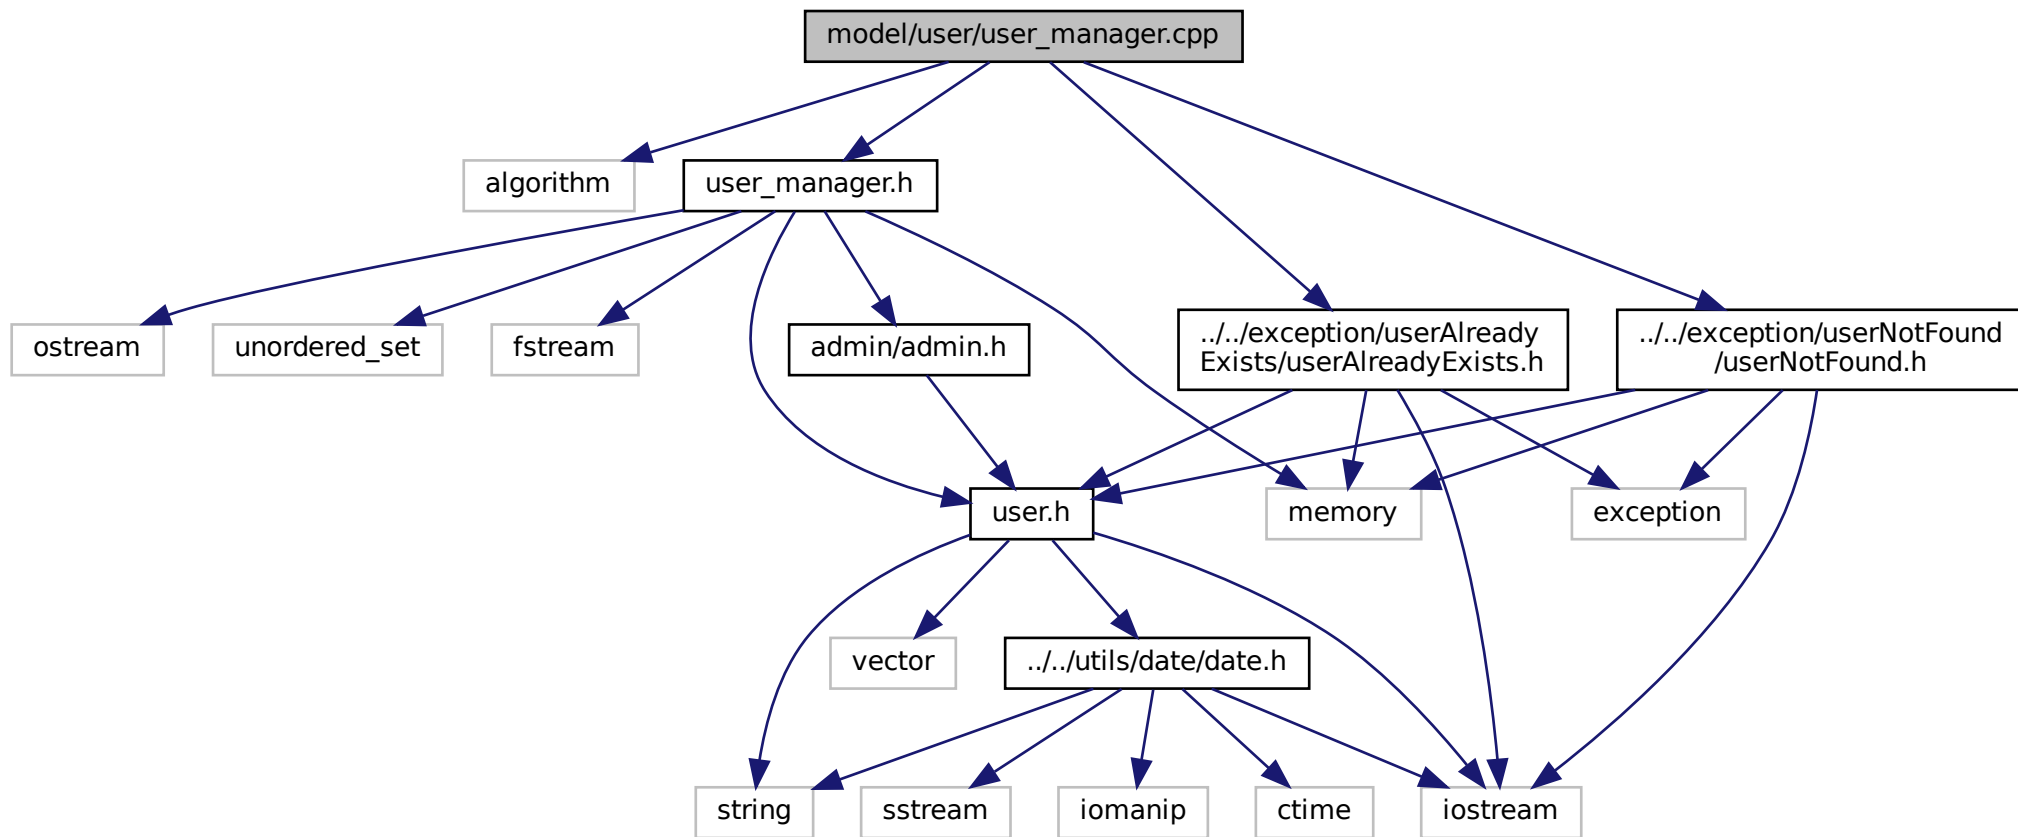 model/user/user_manager.cpp
algorithm
user_manager.h
ostream
unordered_set
fstream
admin/admin.h
../../exception/userAlready
Exists/userAlreadyExists.h
../../exception/userNotFound
/userNotFound.h
user.h
memory
exception
vector
../../utils/date/date.h
string
sstream
iomanip
ctime
iostream